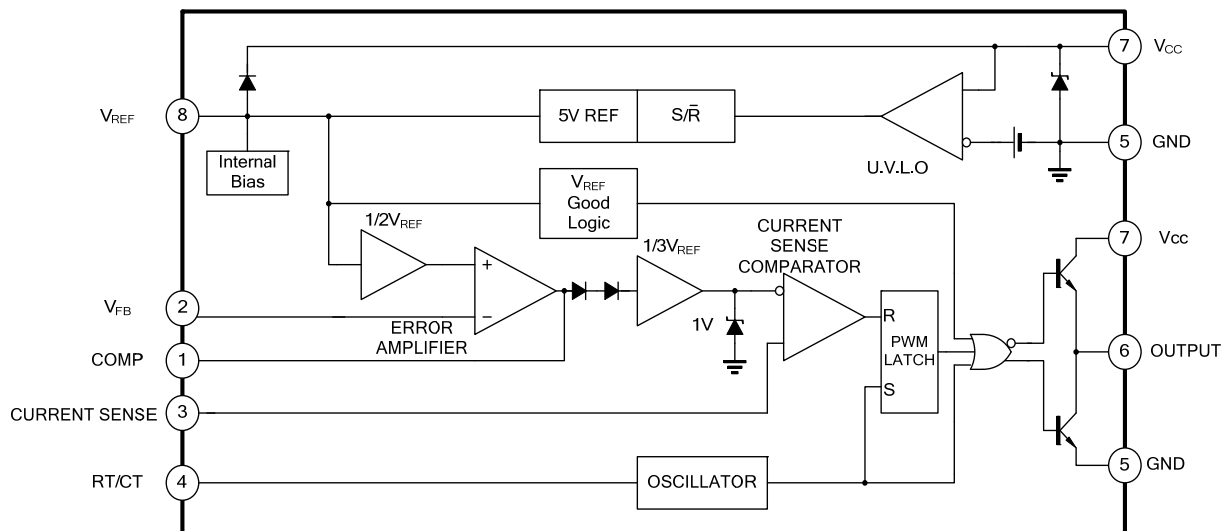 7 VCC
8 VREF
5V REF S/R̄
5 GND
Internal
Bias
U.V.L.O
VREF
Good
Logic
1/2VREF
1/3VREF
CURRENT
SENSE
COMPARATOR
7 Vcc
2 VFB
+
−
ERROR
AMPLIFIER
1V
R
PWM
LATCH
S
COMP 1
6 OUTPUT
CURRENT SENSE 3
RT/CT 4
OSCILLATOR
5 GND